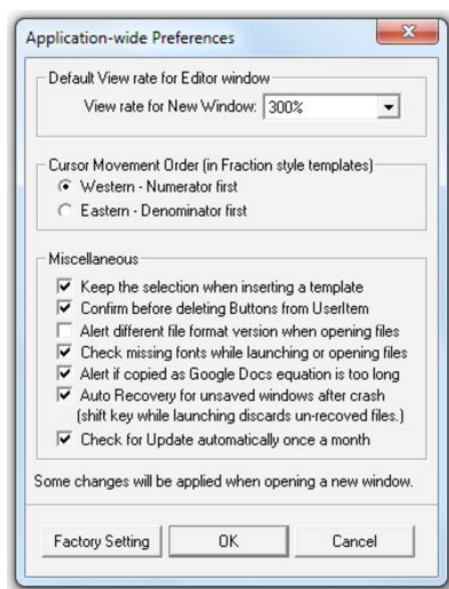 Application-wide Preferences
Default View rate for Editor window
View rate for New Window: 300%
Cursor Movement Order (in Fraction style templates)
Western - Numerator first
Eastern - Denominator first
Miscellaneous
Keep the selection when inserting a template
Confirm before deleting Buttons from UserItem
Alert different file format version when opening files
Check missing fonts while launching or opening files
Alert if copied as Google Docs equation is too long
Auto Recovery for unsaved windows after crash
(shift key while launching discards un-recoved files.)
Check for Update automatically once a month
Some changes will be applied when opening a new window.
Factory Setting OK Cancel